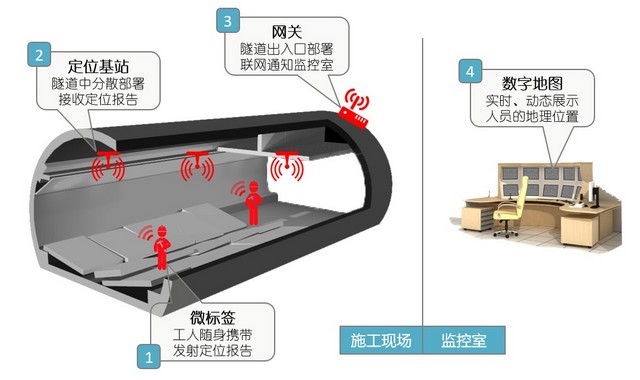 3
网关
隧道出入口部署
联网通知监控室
2
定位基站
隧道中分散部署
接收定位报告
4
数字地图
实时、动态展示
人员的地理位置
微标签
工人随身携带
发射定位报告
1
施工现场
监控室